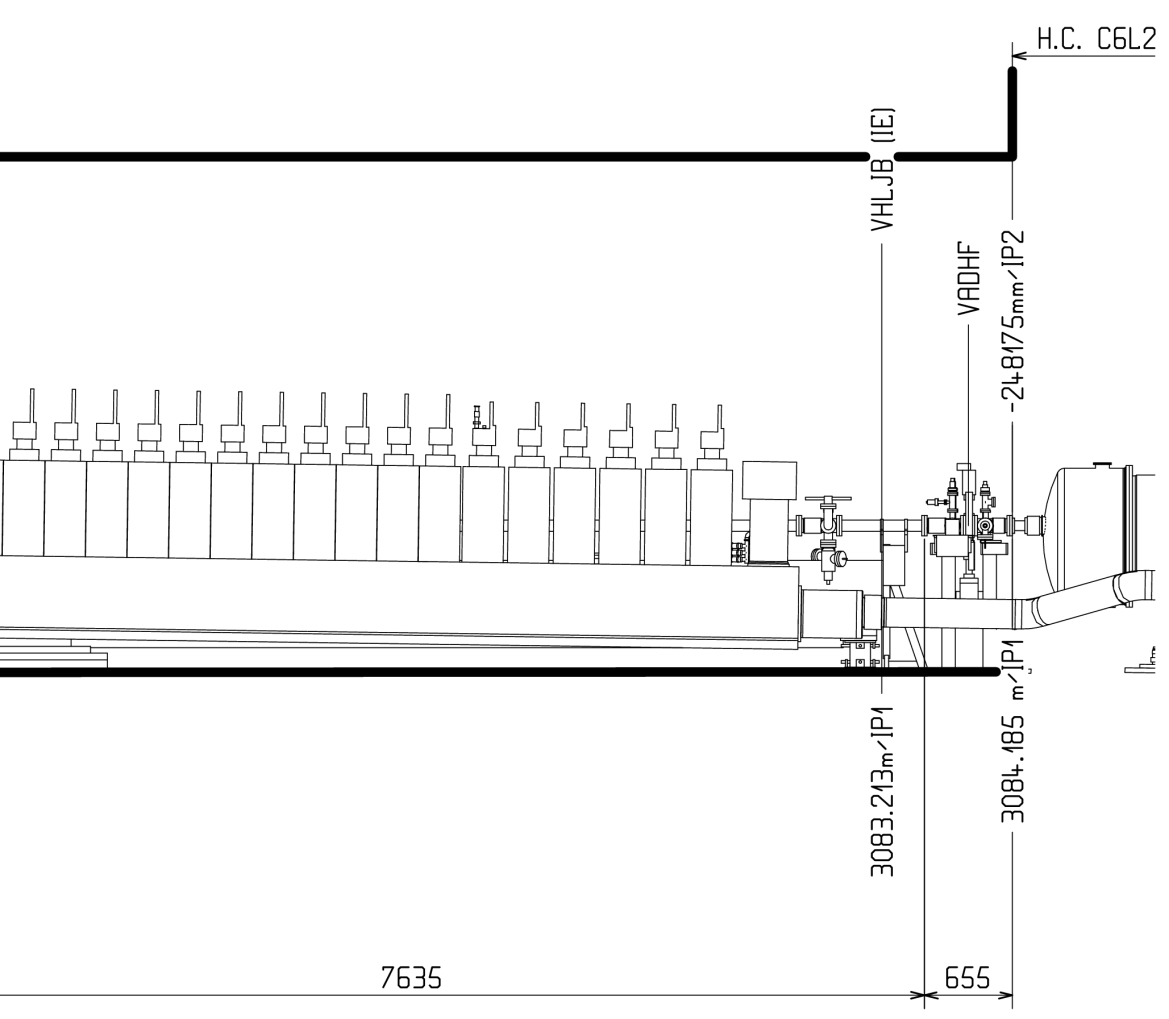 H.C. C6L2
VHLJB (IE)
VADHF
-248175mm/IP2
3083.213m/IP1
3084.185 m/IP1
7635
655